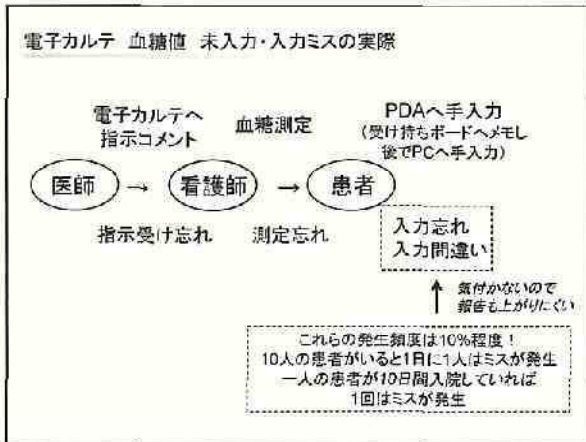 電子カルテ 血糖値 未入力・入力ミスの実際
電子カルテへ
指示コメント
血糖測定
PDAへ手入力
(受け持ちボードへメモし
後でPCへ手入力)
医師 → 看護師 → 患者
指示受け忘れ
測定忘れ
入力忘れ
入力間違い
気付かないので
報告も上がりにくい
これらの発生頻度は10%程度!
10人の患者がいると1日に1人はミスが発生
一人の患者が10日間入院していれば
1回はミスが発生